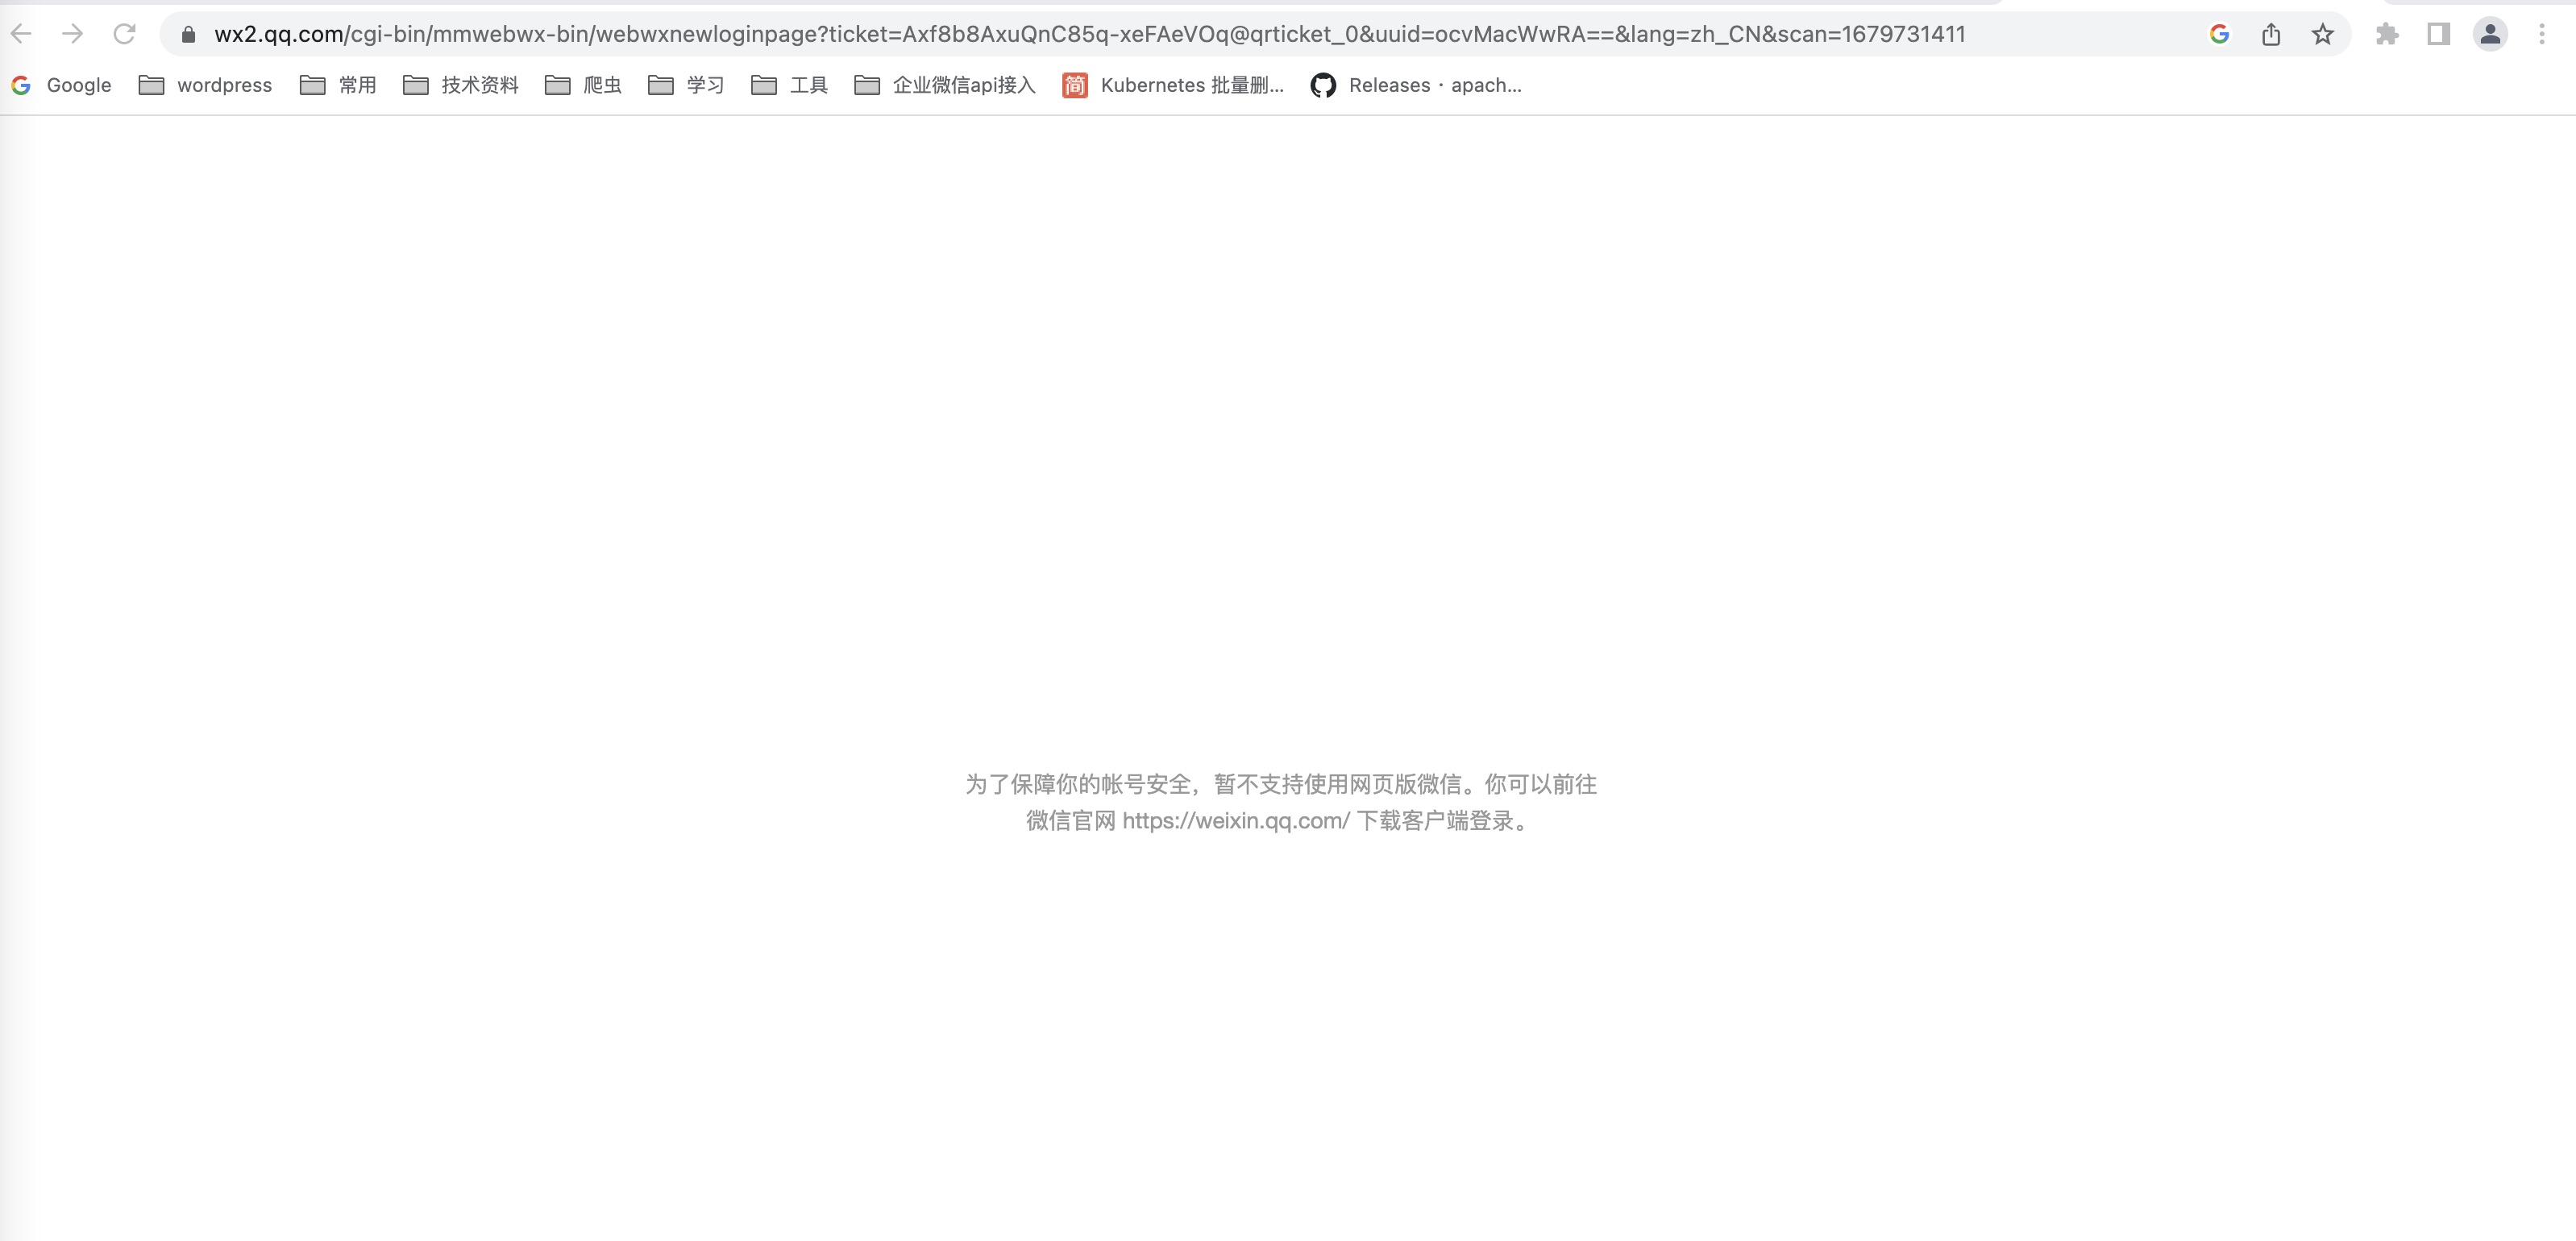 wx2.qq.com/cgi-bin/mmwebwx-bin/webwxnewloginpage?ticket=Axf8b8AxuQnC85q-xeFAeVOq@qrticket_0&uuid=ocvMacWwRA==&lang=zh_CN&scan=1679731411
Google wordpress 常用 技术资料 爬虫 学习 工具 企业微信api接入 简 Kubernetes 批量删... Releases · apach...
为了保障你的帐号安全，暂不支持使用网页版微信。你可以前往
微信官网 https://weixin.qq.com/ 下载客户端登录。